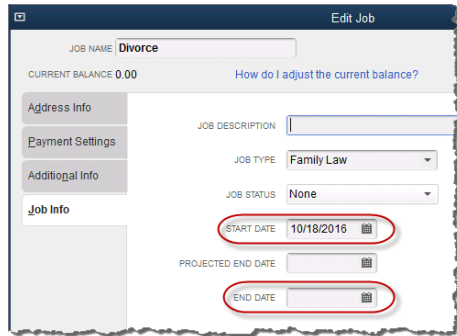 Edit Job
JOB NAME Divorce
CURRENT BALANCE 0.00 How do I adjust the current balance?
Address Info
Payment Settings
Additional Info
Job Info
JOB DESCRIPTION
JOB TYPE Family Law
JOB STATUS None
START DATE 10/18/2016
PROJECTED END DATE
END DATE